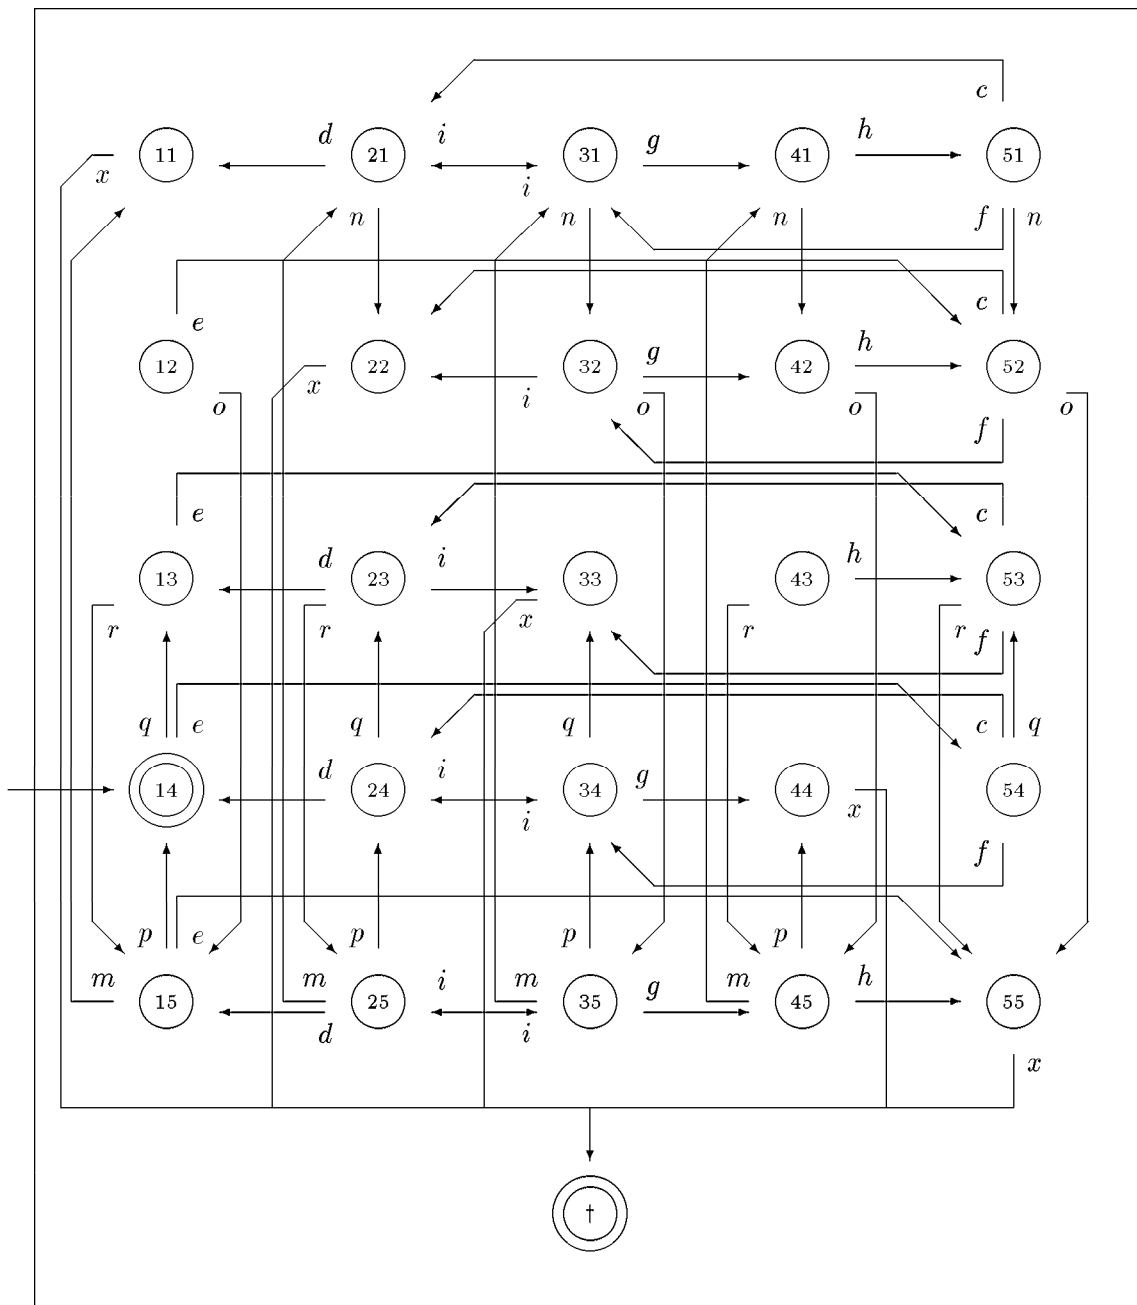 c
d i g h
11 21 31 41 51
x i
n n n f n
e c
g h
12 22 32 42 52
x i
o o o o
f
e c
d i h
13 23 33 43 53
x
r r r r f
q e q q c q
d i g
14 24 34 44 54
i x
f
p e p p p
m m i m g m h
15 25 35 45 55
d i
x
†